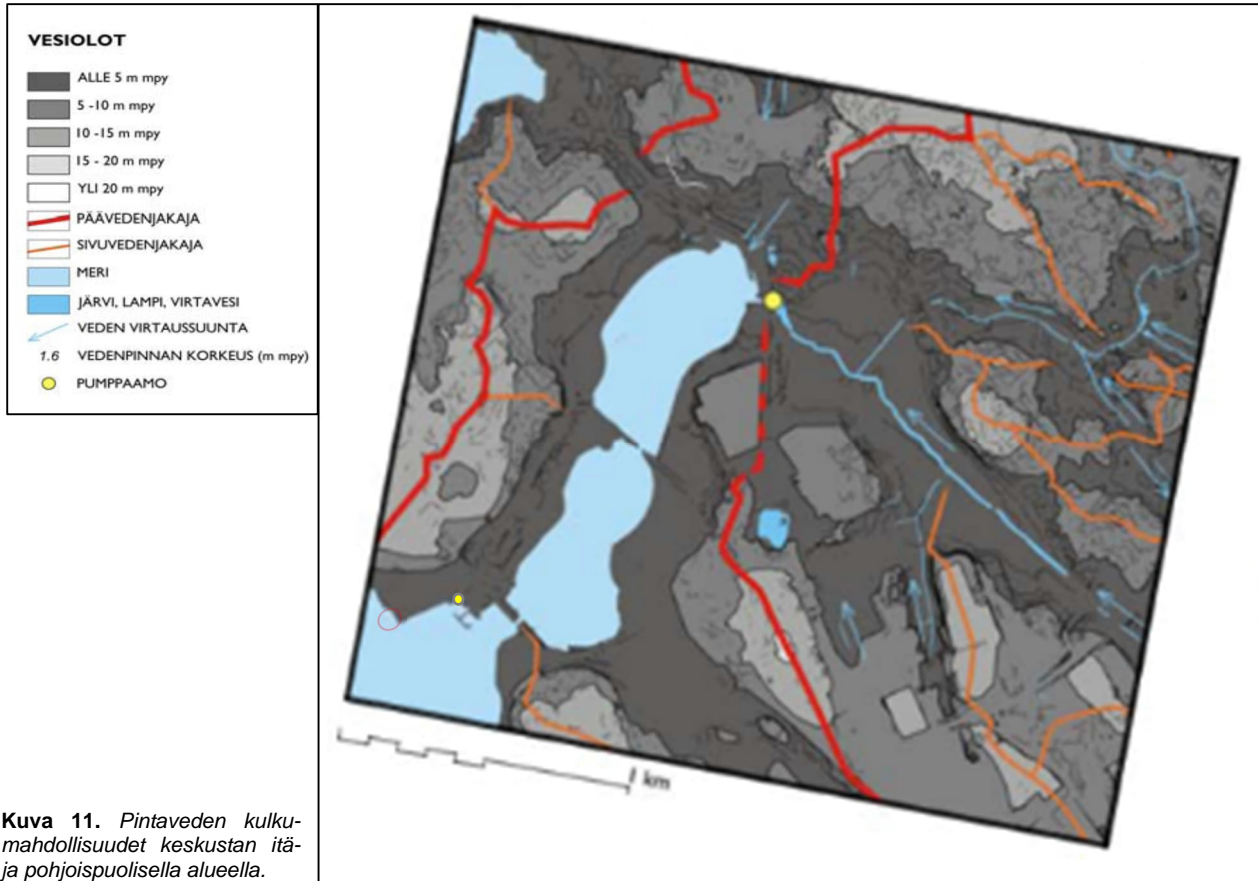 VESIOLOT
ALLE 5 m mpy
5 -10 m mpy
10 -15 m mpy
15 - 20 m mpy
YLI 20 m mpy
PÄÄVEDENJAKAJA
SIVUVEDENJAKAJA
MERI
JÄRVI, LAMPI, VIRTAVESI
VEDEN VIRTAUSSUUNTA
1.6 VEDENPINNAN KORKEUS (m mpy)
PUMPPAAMO
1 km
Kuva 11. Pintaveden kulku-
mahdollisuudet keskustan itä-
ja pohjoispuolisella alueella.